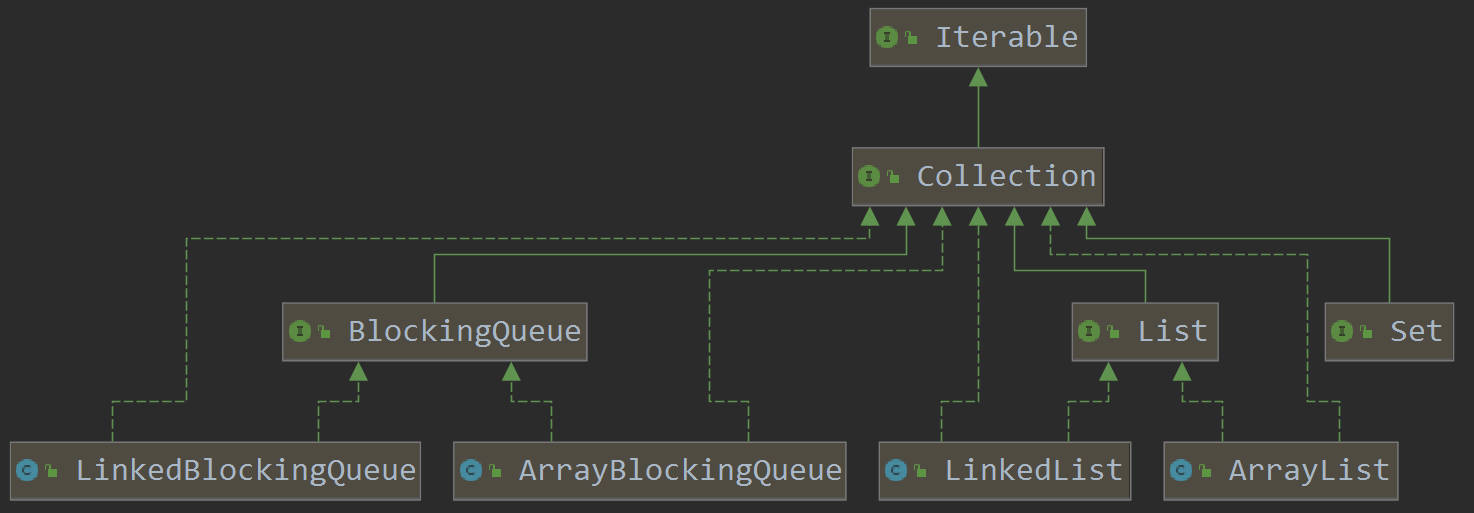 Iterable
Collection
BlockingQueue
List
Set
LinkedBlockingQueue
ArrayBlockingQueue
LinkedList
ArrayList